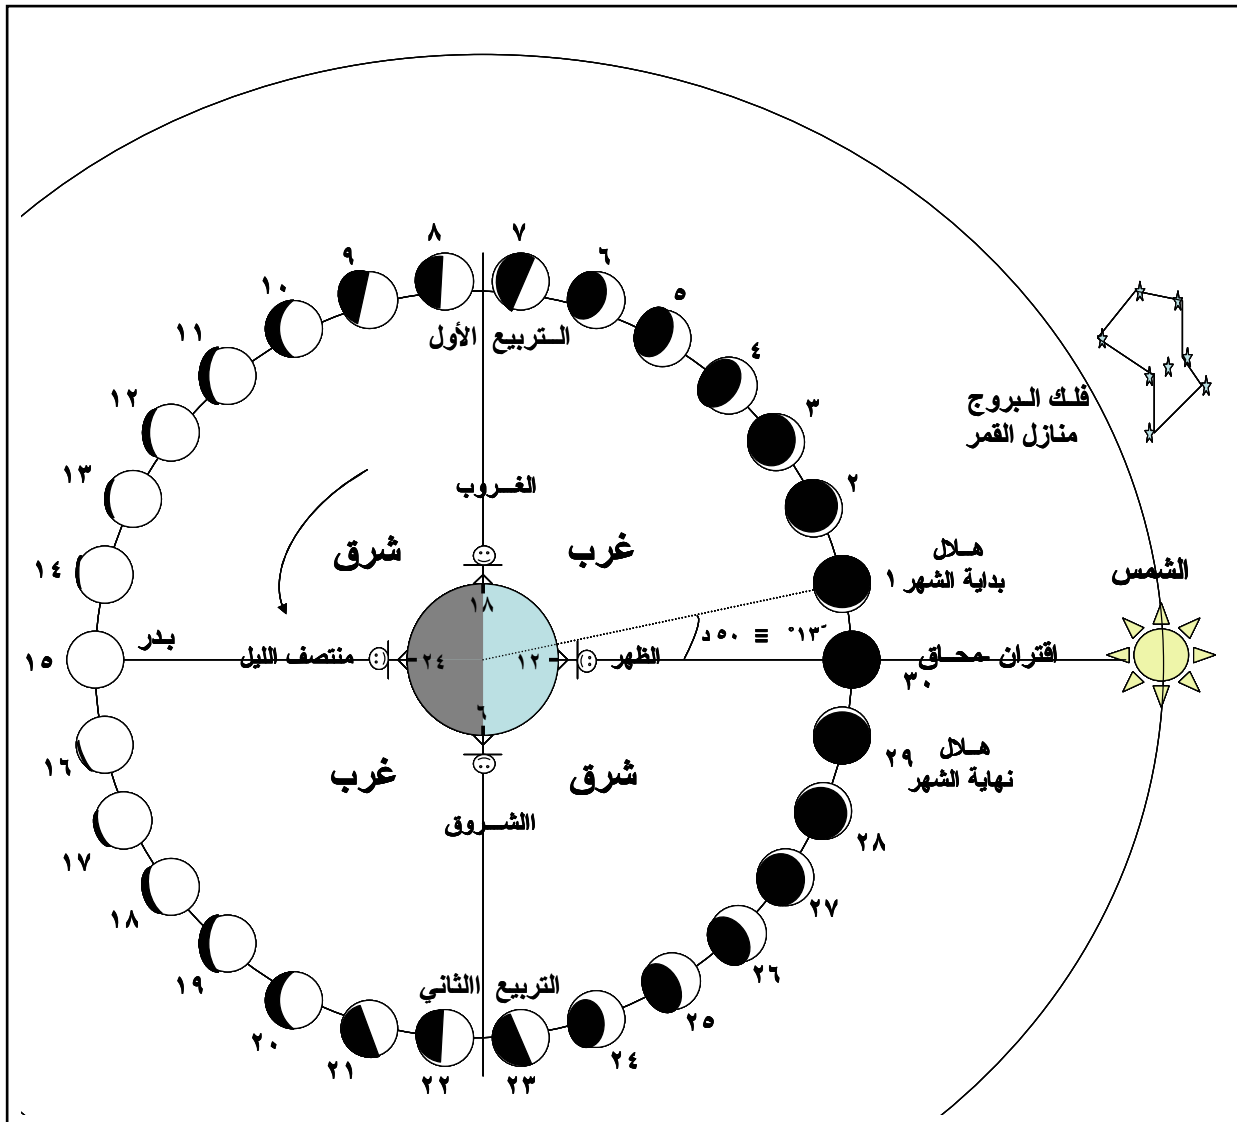 ٨
٧
٩
٦
١٠
٥
١١
٤
التربيع الأول
١٢
٣
فلك البروج
منازل القمر
١٣
٢
الغروب
شرق
غرب
١٤
هلال
بداية الشهر ١
الشمس
١٨
١٥
بدر
منتصف الليل
٢٤
١٢
الظهر
٥٠ د ≡ ١٣°
اقتران - محاق
٣٠
٦
١٦
غرب
شرق
٢٩
هلال
نهاية الشهر
االشروق
١٧
٢٨
١٨
٢٧
١٩
٢٦
التربيع االثاني
٢٠
٢٥
٢١
٢٤
٢٢
٢٣